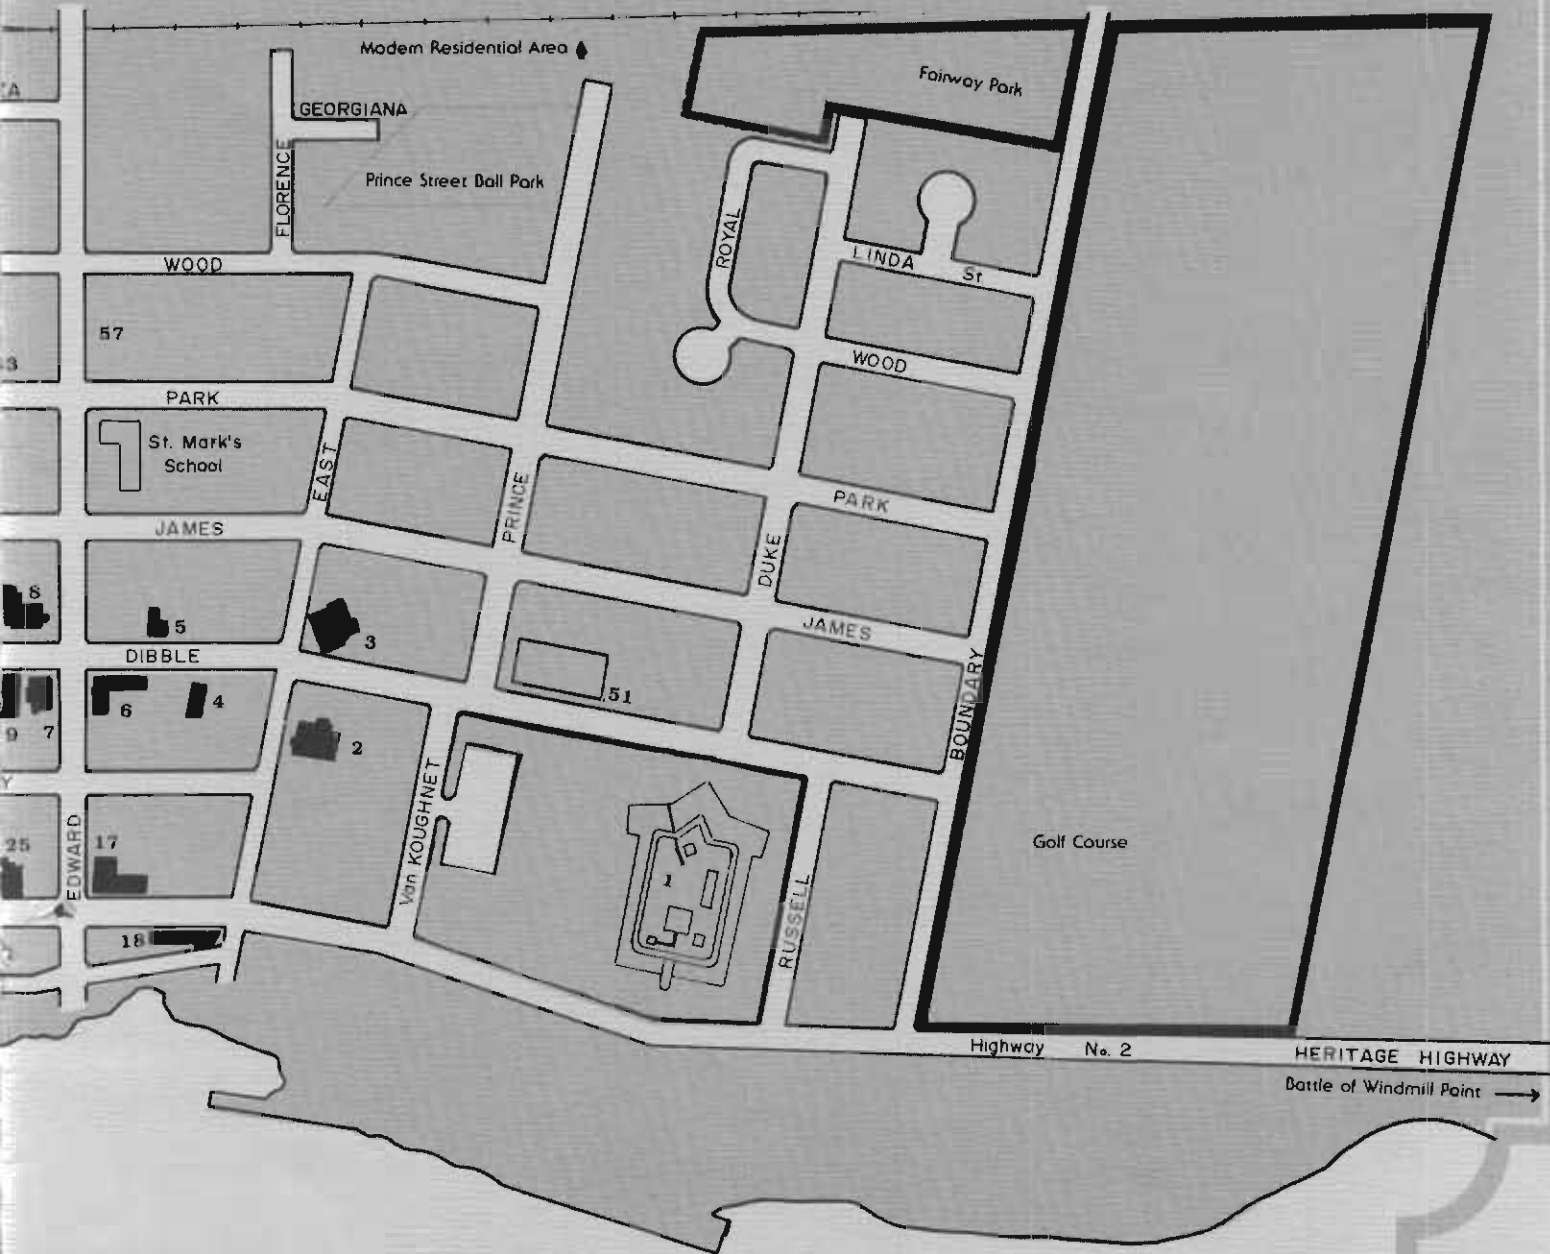 Modern Residential Area
Fairway Park
GEORGIANA
FLORENCE
Prince Street Ball Park
ROYAL
LINDA St
WOOD
57
WOOD
PARK
St. Mark's
School
EAST
PRINCE
PARK
DUKE
JAMES
8
5
3
JAMES
DIBBLE
51
BOUNDARY
9
7
6
4
2
Van KOUGHNET
EDWARD
25
17
1
RUSSELL
Golf Course
18
Highway No. 2
HERITAGE HIGHWAY
Battle of Windmill Point